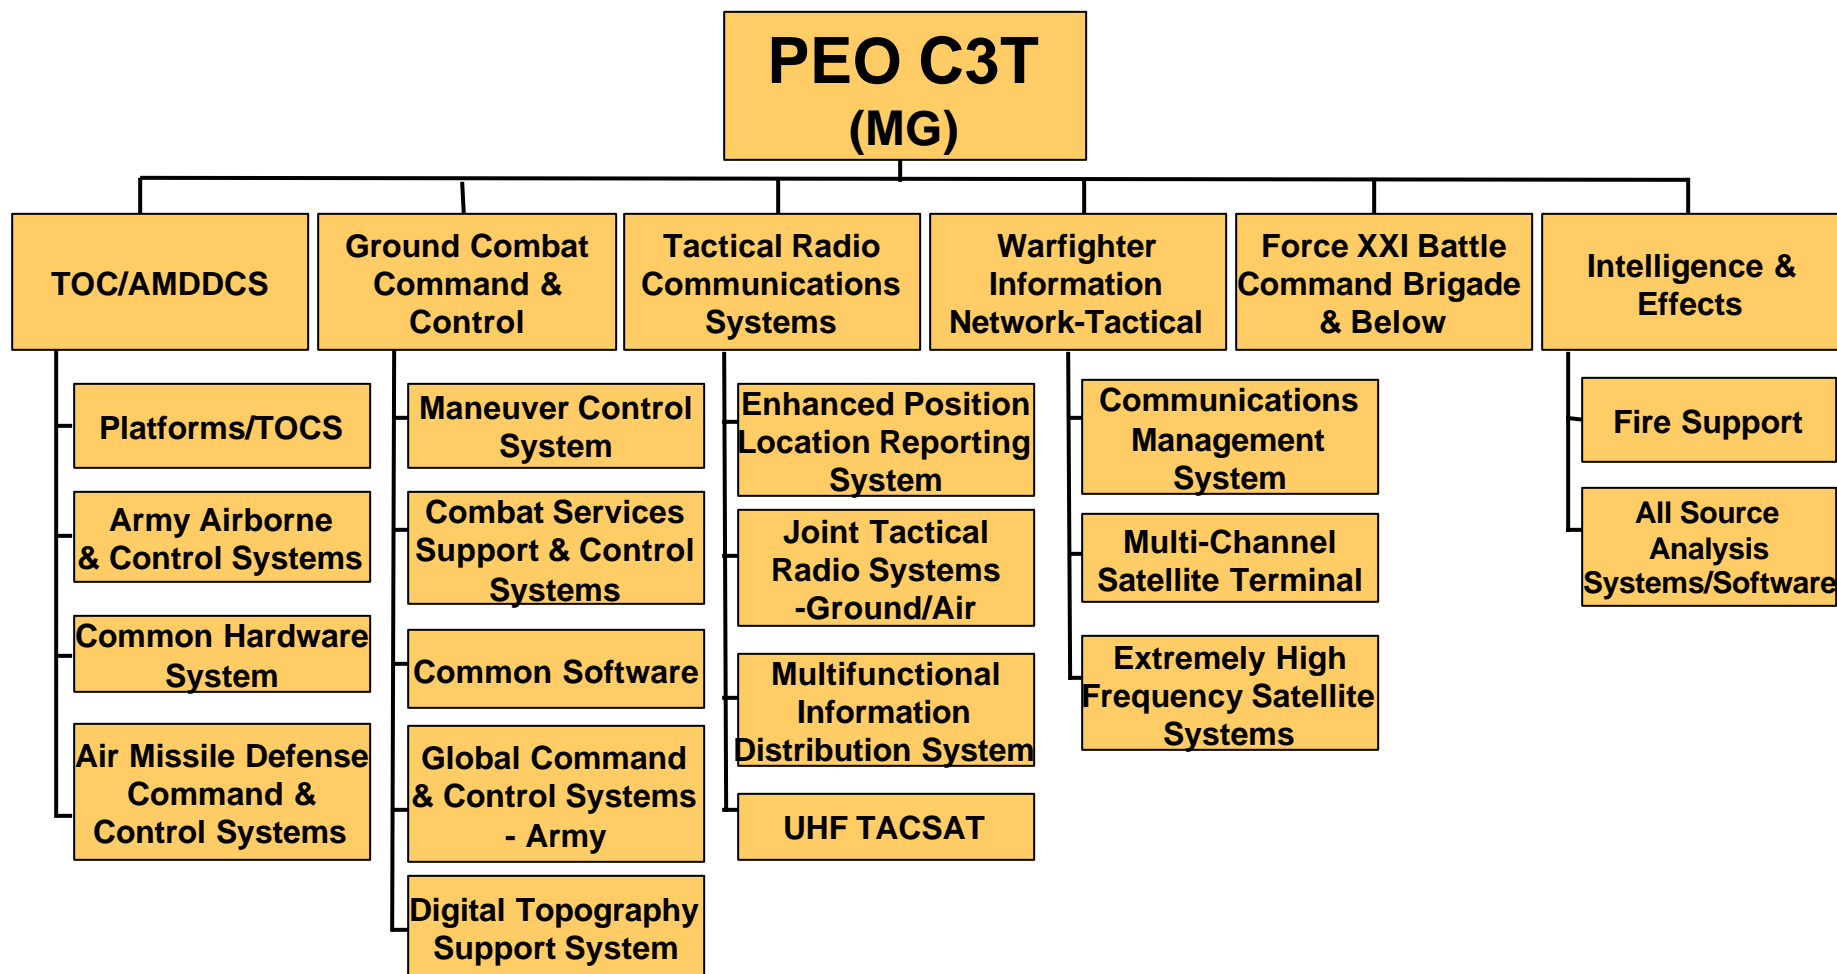 PEO C3T
(MG)
TOC/AMDDCS
Ground Combat
Command &
Control
Tactical Radio
Communications
Systems
Warfighter
Information
Network-Tactical
Force XXI Battle
Command Brigade
& Below
Intelligence &
Effects
Platforms/TOCS
Army Airborne
& Control Systems
Common Hardware
System
Air Missile Defense
Command &
Control Systems
Maneuver Control
System
Combat Services
Support & Control
Systems
Common Software
Global Command
& Control Systems
- Army
Digital Topography
Support System
Enhanced Position
Location Reporting
System
Joint Tactical
Radio Systems
-Ground/Air
Multifunctional
Information
Distribution System
UHF TACSAT
Communications
Management
System
Multi-Channel
Satellite Terminal
Extremely High
Frequency Satellite
Systems
Fire Support
All Source
Analysis
Systems/Software